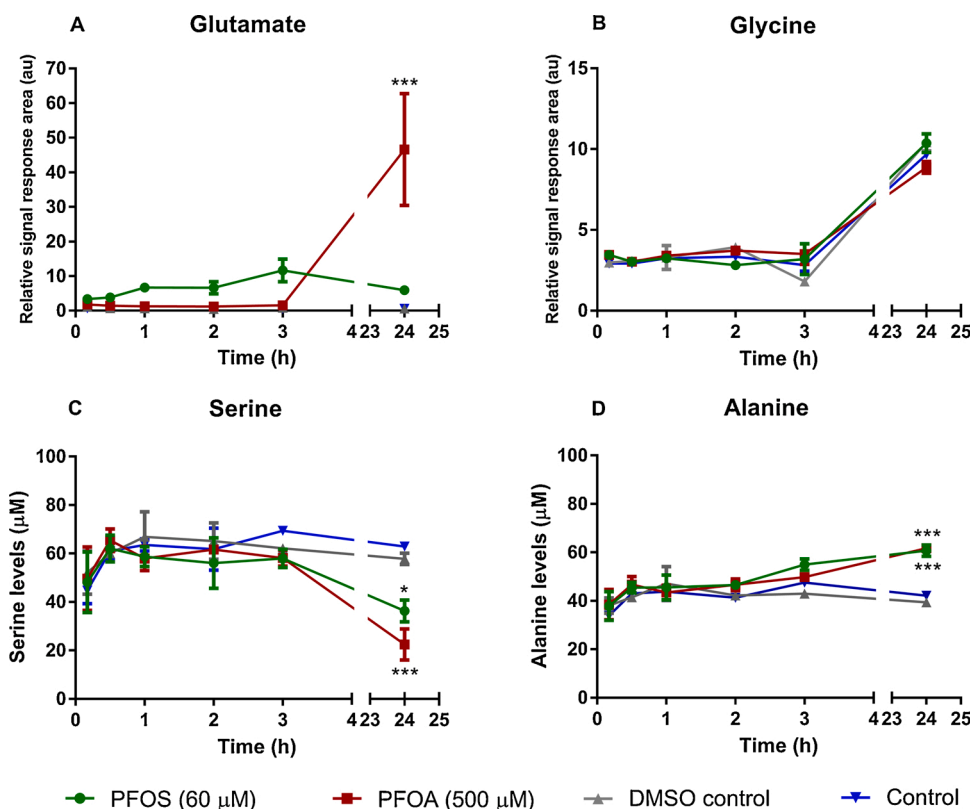 A Glutamate
Relative signal response area (au)
70
60
50
40
30
20
10
0
***
0 1 2 3 4 23 24 25
Time (h)
B Glycine
Relative signal response area (au)
15
10
5
0
0 1 2 3 4 23 24 25
Time (h)
C Serine
Serine levels (μM)
100
80
60
40
20
0
*
***
0 1 2 3 4 23 24 25
Time (h)
D Alanine
Alanine levels (μM)
100
80
60
40
20
0
***
***
0 1 2 3 4 23 24 25
Time (h)
PFOS (60 μM) PFOA (500 μM) DMSO control Control